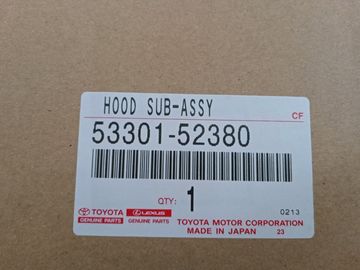 HOOD SUB-ASSY
CF
53301-52380
QTY: 1
0213
TOYOTA LEXUS
GENUINE PARTS GENUINE PARTS
TOYOTA MOTOR CORPORATION
MADE IN JAPAN 23